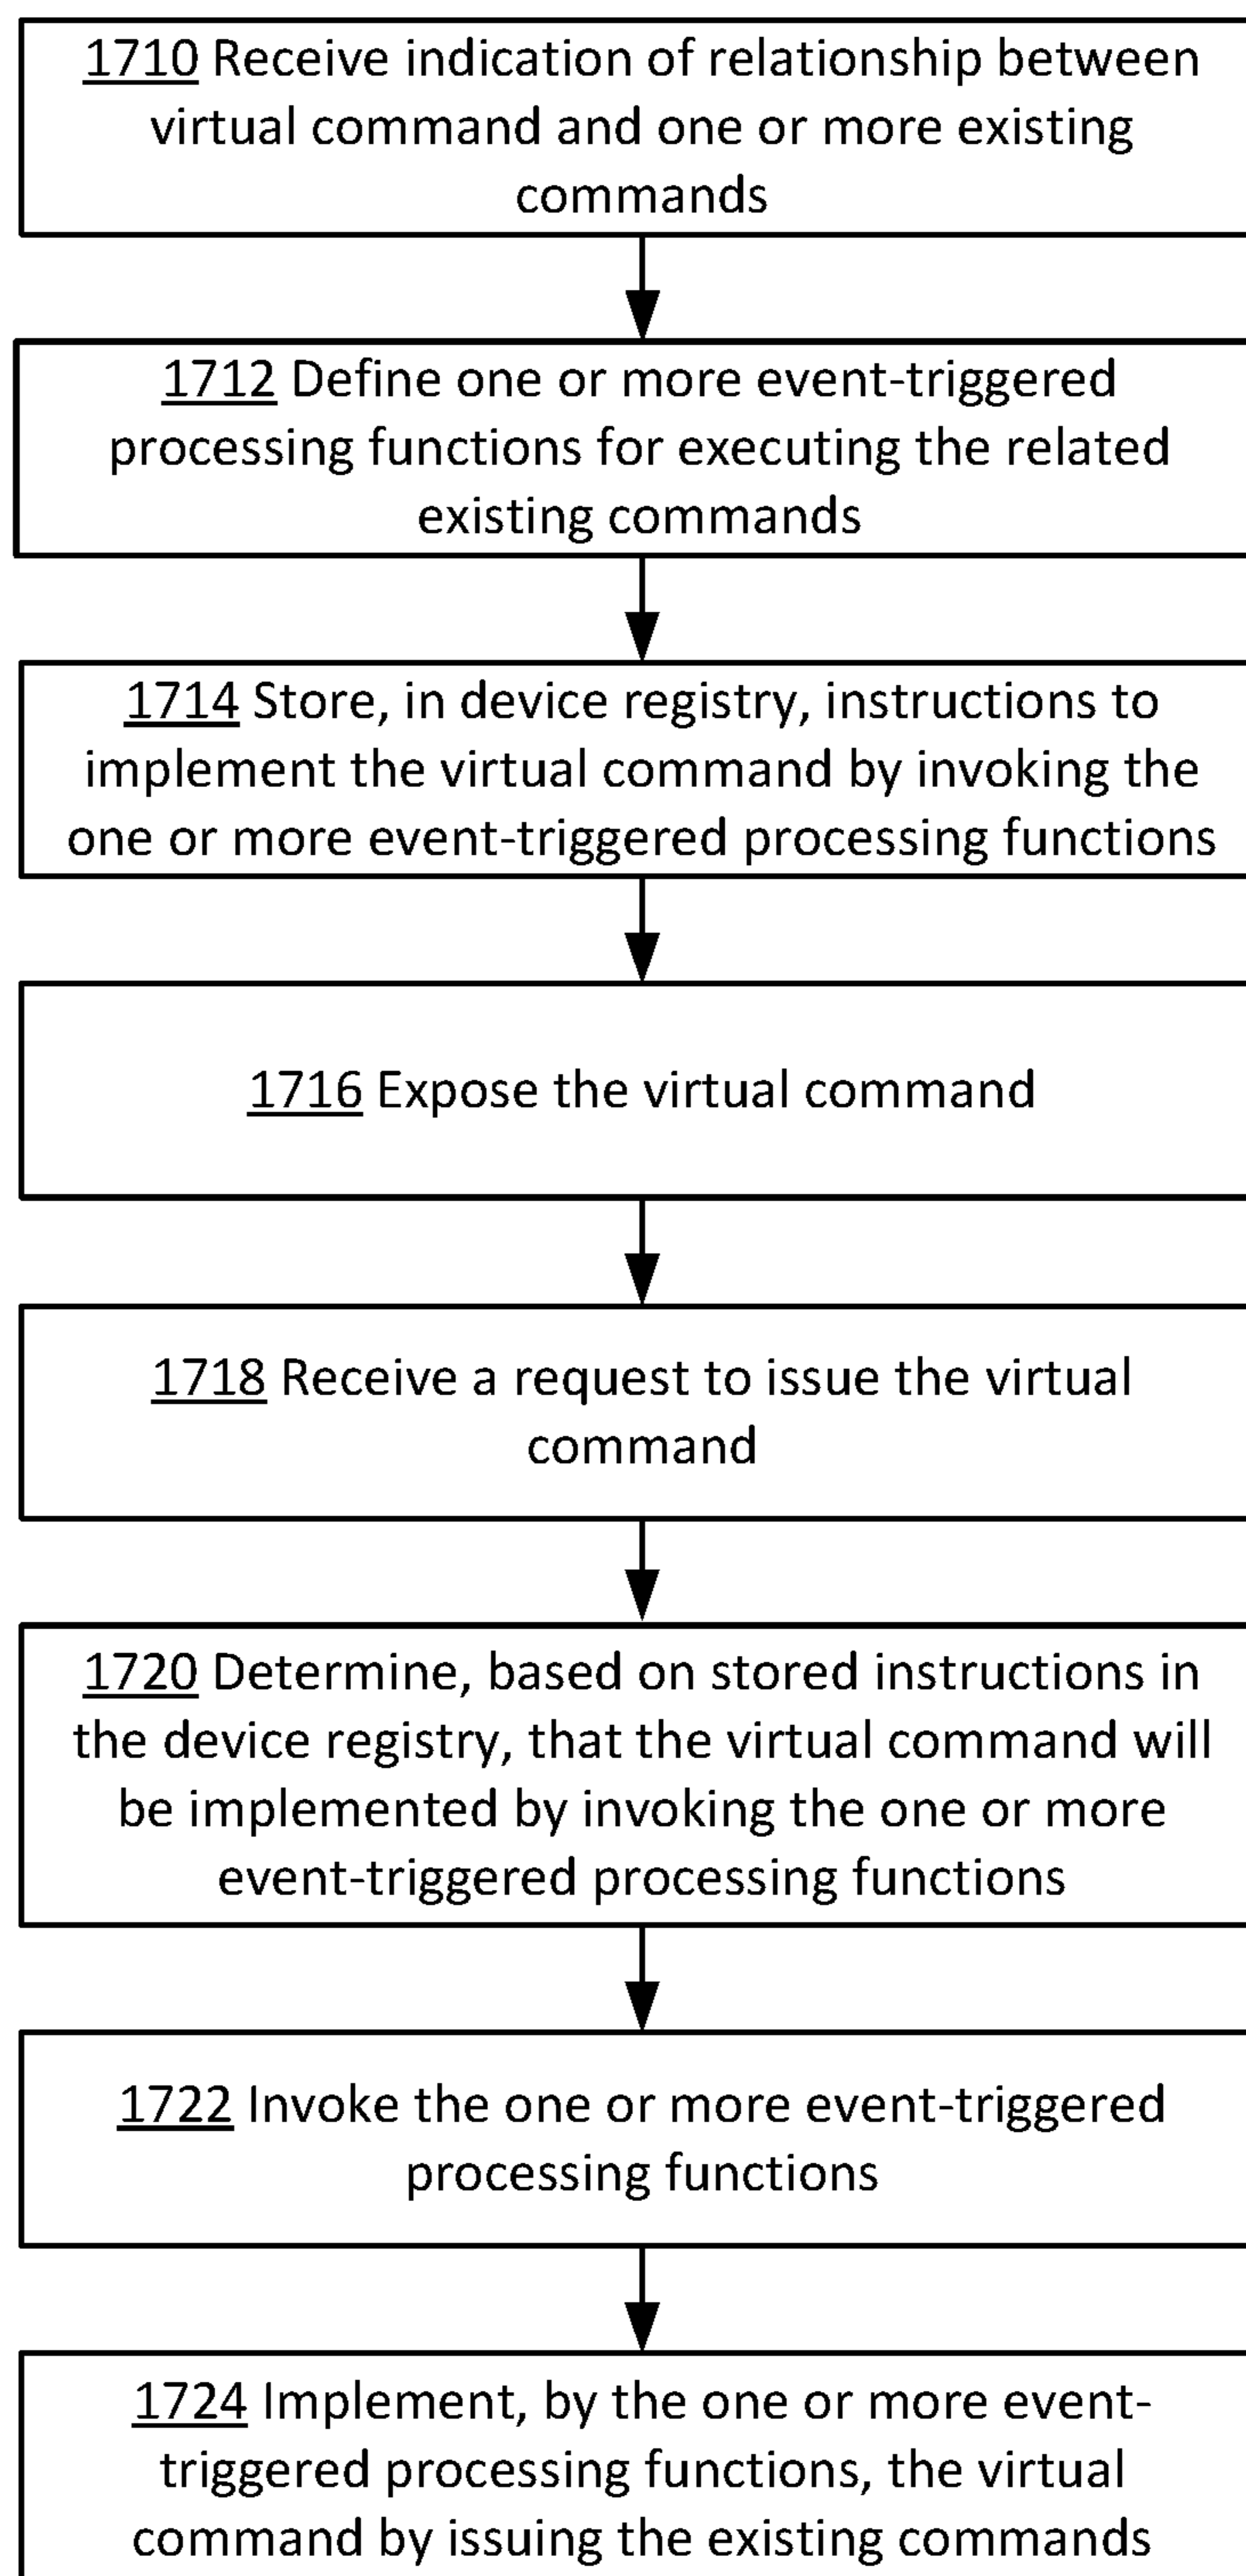 1710 Receive indication of relationship between
virtual command and one or more existing
commands
1712 Define one or more event-triggered
processing functions for executing the related
existing commands
1714 Store, in device registry, instructions to
implement the virtual command by invoking the
one or more event-triggered processing functions
1716 Expose the virtual command
1718 Receive a request to issue the virtual
command
1720 Determine, based on stored instructions in
the device registry, that the virtual command will
be implemented by invoking the one or more
event-triggered processing functions
1722 Invoke the one or more event-triggered
processing functions
1724 Implement, by the one or more event-
triggered processing functions, the virtual
command by issuing the existing commands